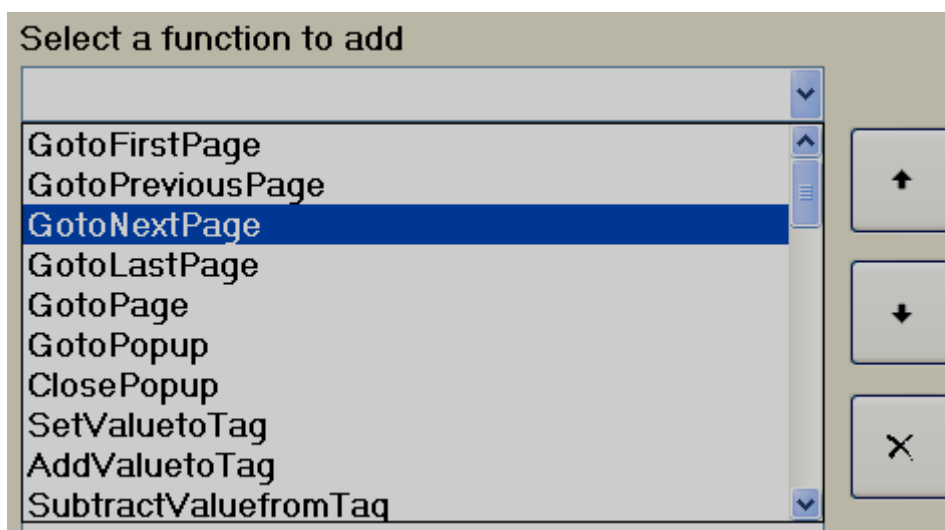 Select a function to add
GotoFirstPage
GotoPreviousPage
GotoNextPage
GotoLastPage
GotoPage
GotoPopup
ClosePopup
SetValuetoTag
AddValuetoTag
SubtractValuefromTag